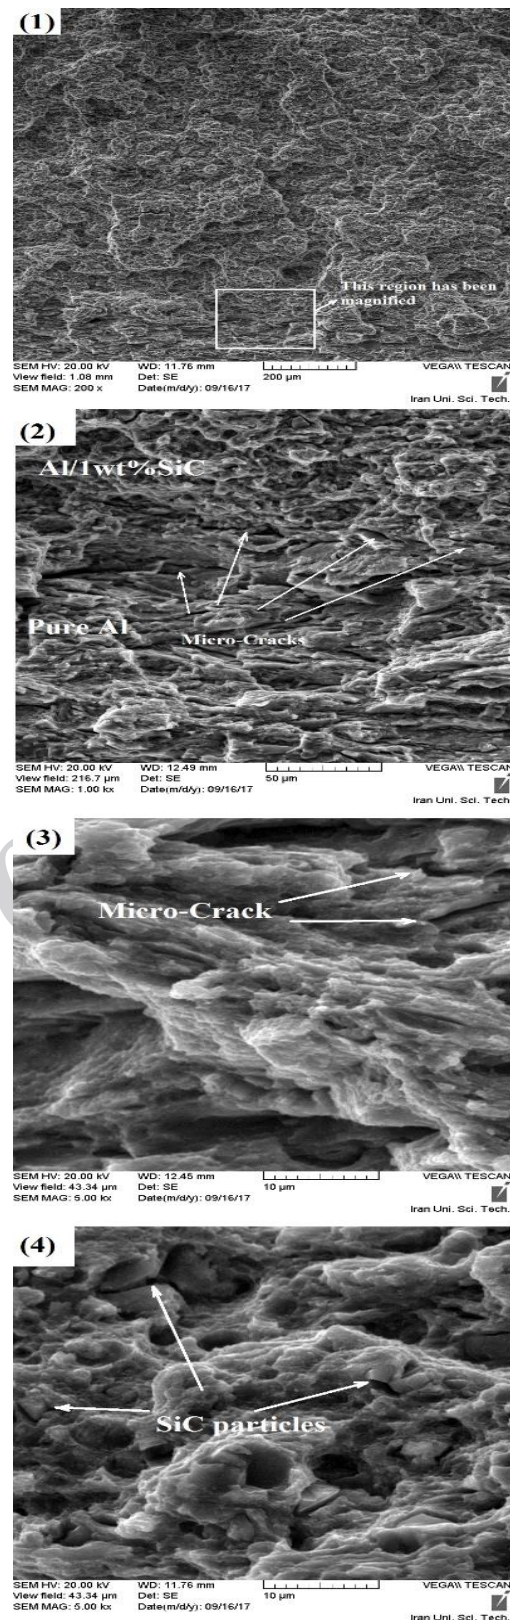 (1)
This region has been
magnified
SEM HV: 20.00 kV WD: 11.76 mm VEGA\\ TESCAN
View field: 1.08 mm Det: SE 200 µm
SEM MAG: 200 x Date(m/d/y): 09/16/17
Iran Uni. Sci. Tech.
(2)
Al/1wt%SiC
Pure Al
Micro-Cracks
SEM HV: 20.00 kV WD: 12.49 mm VEGA\\ TESCAN
View field: 216.7 µm Det: SE 50 µm
SEM MAG: 1.00 kx Date(m/d/y): 09/16/17
Iran Uni. Sci. Tech.
(3)
Micro-Crack
SEM HV: 20.00 kV WD: 12.45 mm VEGA\\ TESCAN
View field: 43.34 µm Det: SE 10 µm
SEM MAG: 5.00 kx Date(m/d/y): 09/16/17
Iran Uni. Sci. Tech.
(4)
SiC particles
SEM HV: 20.00 kV WD: 11.76 mm VEGA\\ TESCAN
View field: 43.34 µm Det: SE 10 µm
SEM MAG: 5.00 kx Date(m/d/y): 09/16/17
Iran Uni. Sci. Tech.